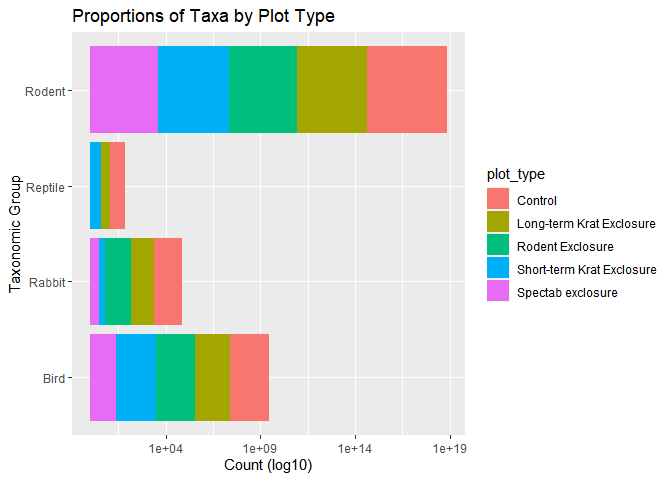 Proportions of Taxa by Plot Type
Taxonomic Group
Rodent
Reptile
Rabbit
Bird
1e+04
1e+09
1e+14
1e+19
Count (log10)
plot_type
Control
Long-term Krat Exclosure
Rodent Exclosure
Short-term Krat Exclosure
Spectab exclosure